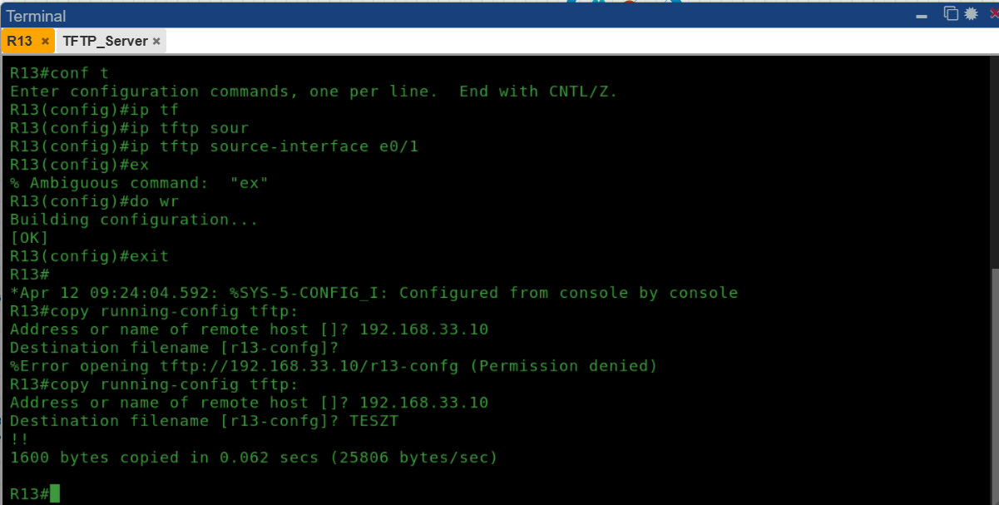 Terminal
R13 × TFTP_Server ×
R13#conf t
Enter configuration commands, one per line.  End with CNTL/Z.
R13(config)#ip tf
R13(config)#ip tftp sour
R13(config)#ip tftp source-interface e0/1
R13(config)#ex
% Ambiguous command:  "ex"
R13(config)#do wr
Building configuration...
[OK]
R13(config)#exit
R13#
*Apr 12 09:24:04.592: %SYS-5-CONFIG_I: Configured from console by console
R13#copy running-config tftp:
Address or name of remote host []? 192.168.33.10
Destination filename [r13-confg]?
%Error opening tftp://192.168.33.10/r13-confg (Permission denied)
R13#copy running-config tftp:
Address or name of remote host []? 192.168.33.10
Destination filename [r13-confg]? TESZT
!!
1600 bytes copied in 0.062 secs (25806 bytes/sec)
R13#